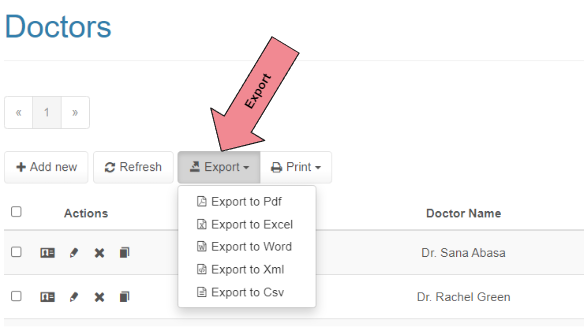 Doctors
Export
« 1 »
Add new Refresh Export Print
Export to Pdf
Export to Excel
Export to Word
Export to Xml
Export to Csv
Actions Doctor Name
Dr. Sana Abasa
Dr. Rachel Green